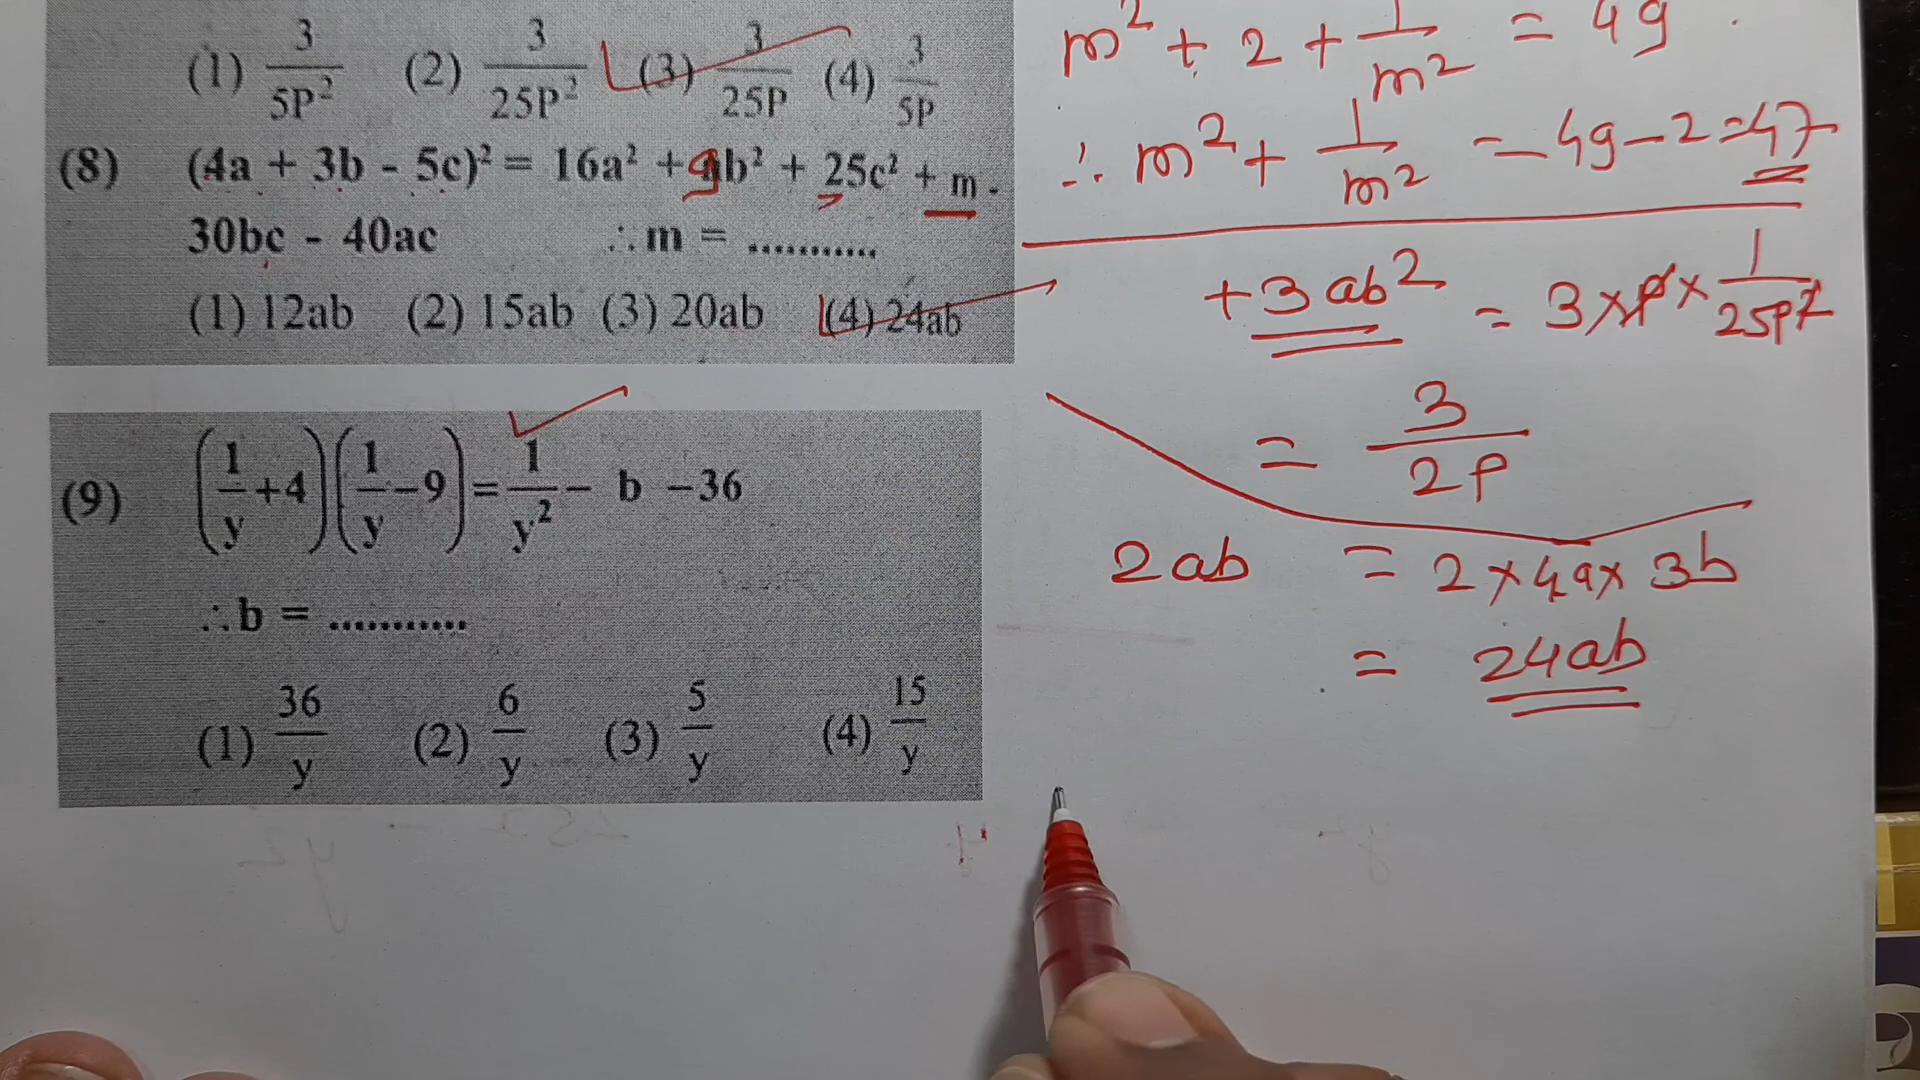 (1) 3/5P² (2) 3/25P² (3) 3/25P (4) 3/5P
(8) (4a + 3b - 5c)² = 16a² + 9b² + 25c² + m -
30bc - 40ac ∴ m = ...........
(1) 12ab (2) 15ab (3) 20ab (4) 24ab
(9) (1/y +4)(1/y −9) = 1/y² − b −36
∴ b = ...........
(1) 36/y (2) 6/y (3) 5/y (4) 15/y
m² + 2 + 1/m² = 49
∴ m² + 1/m² = 49 − 2 = 47
+3ab² = 3 × p × 1/25p²
= 3/2P
2ab = 2 × 4a × 3b
= 24ab